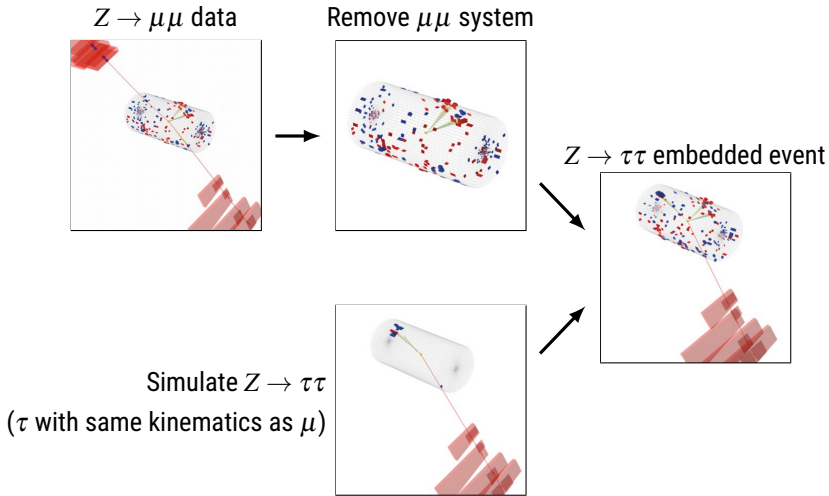 Z → μμ data
Remove μμ system
Z → ττ embedded event
Simulate Z → ττ
(τ with same kinematics as μ)